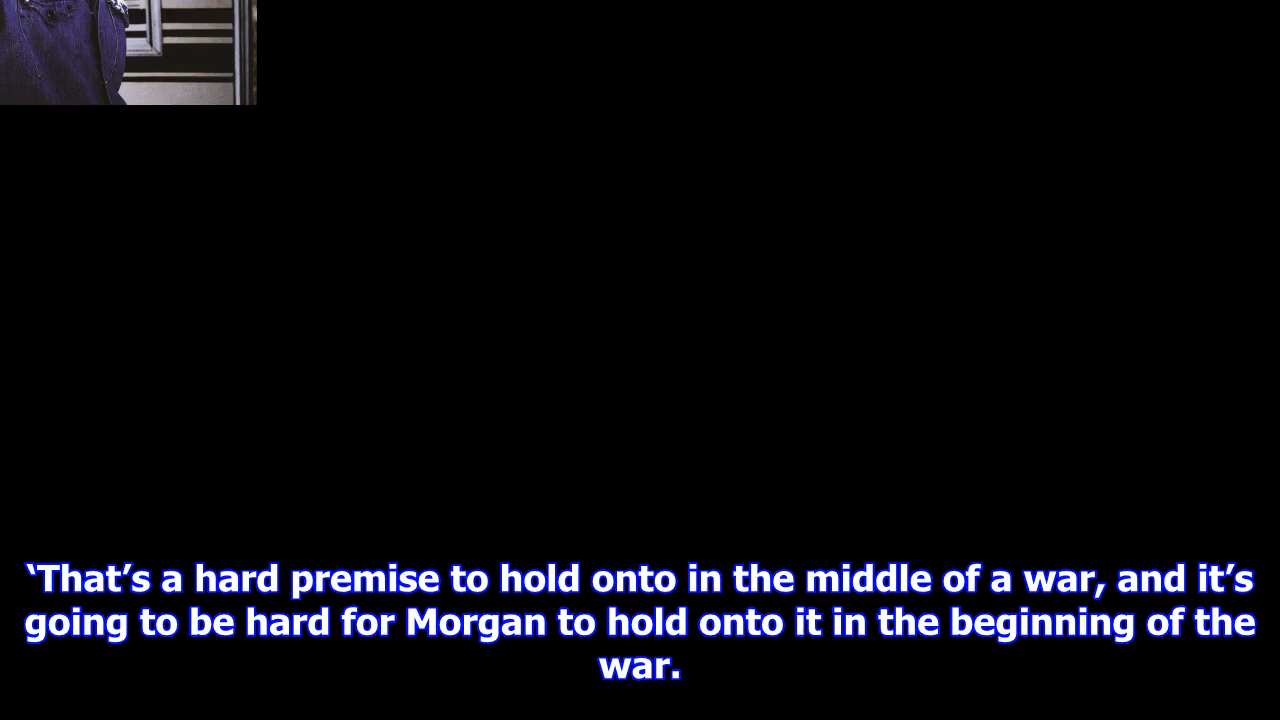 ‘That’s a hard premise to hold onto in the middle of a war, and it’s
going to be hard for Morgan to hold onto it in the beginning of the
war.